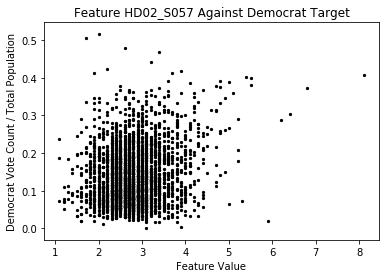 Feature HD02_S057 Against Democrat Target
Democrat Vote Count / Total Population
0.5
0.4
0.3
0.2
0.1
0.0
1 2 3 4 5 6 7 8
Feature Value